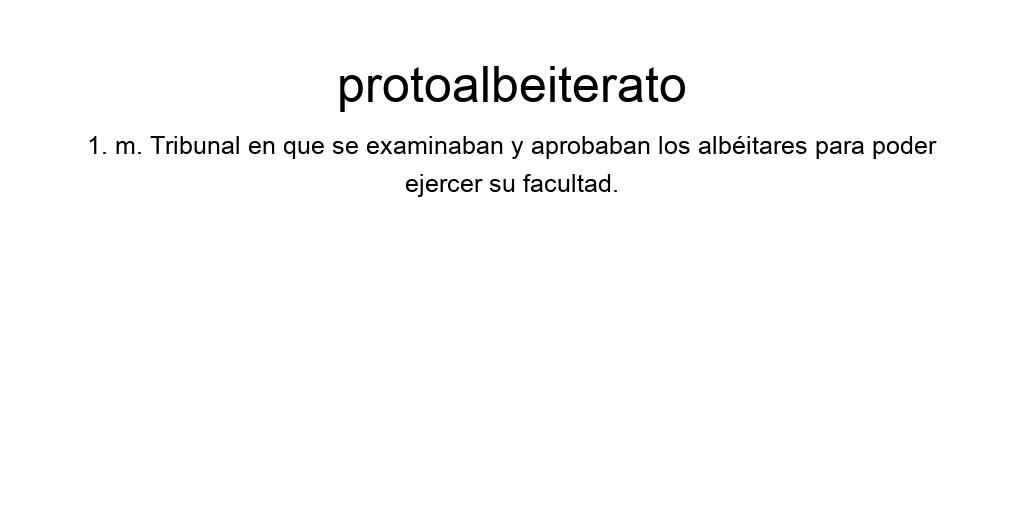 protoalbeiterato
1. m. Tribunal en que se examinaban y aprobaban los albéitares para poder
ejercer su facultad.